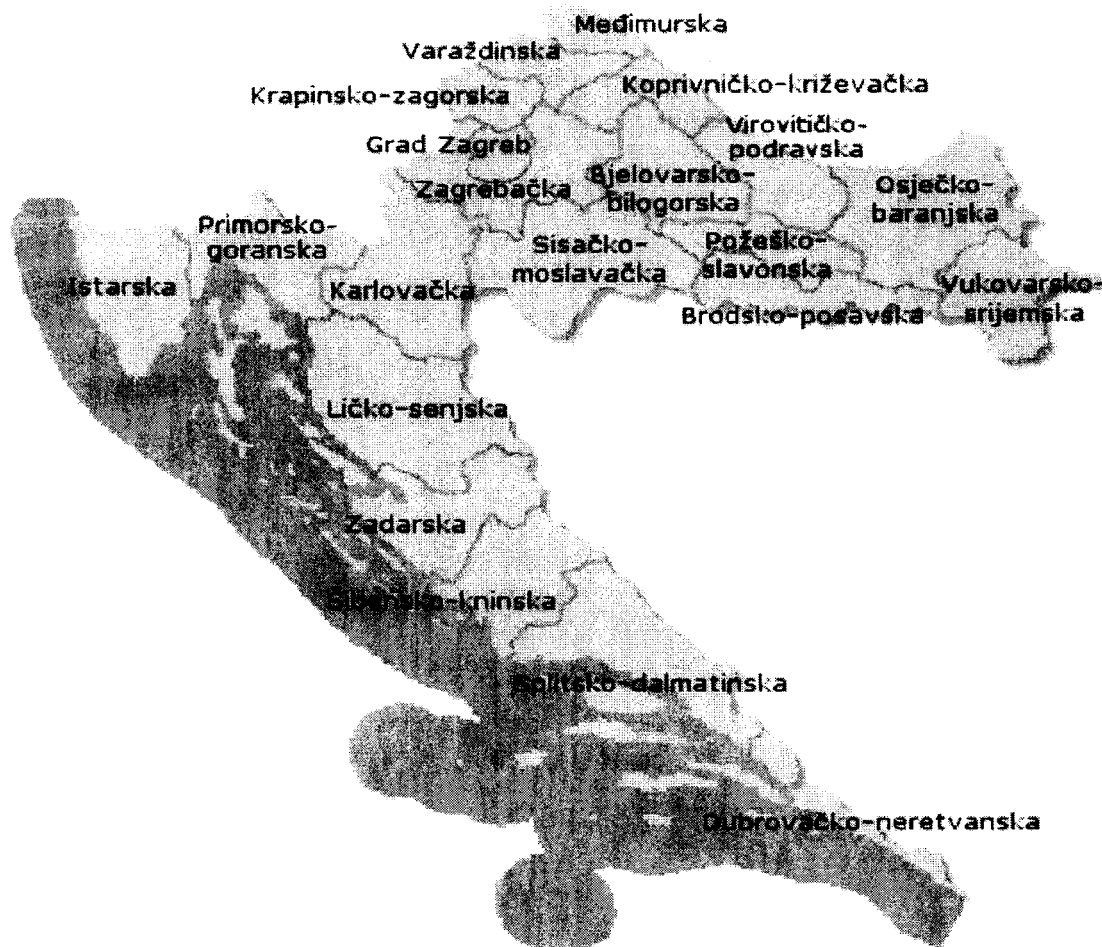 Međimurska
Varaždinska
Koprivničko-križevačka
Krapinsko-zagorska
Virovitičko-
podravska
Grad Zagreb
Zagrebačka
Bjelovarsko-
bilogorska
Osječko-
baranjska
Primorsko-
goranska
Sisačko-
moslavačka
Požeško-
slavonska
Istarska
Karlovačka
Vukovarsko-
srijemska
Brodsko-posavska
Ličko-senjska
Zadarska
Šibensko-kninska
Splitsko-dalmatinska
Dubrovačko-neretvanska